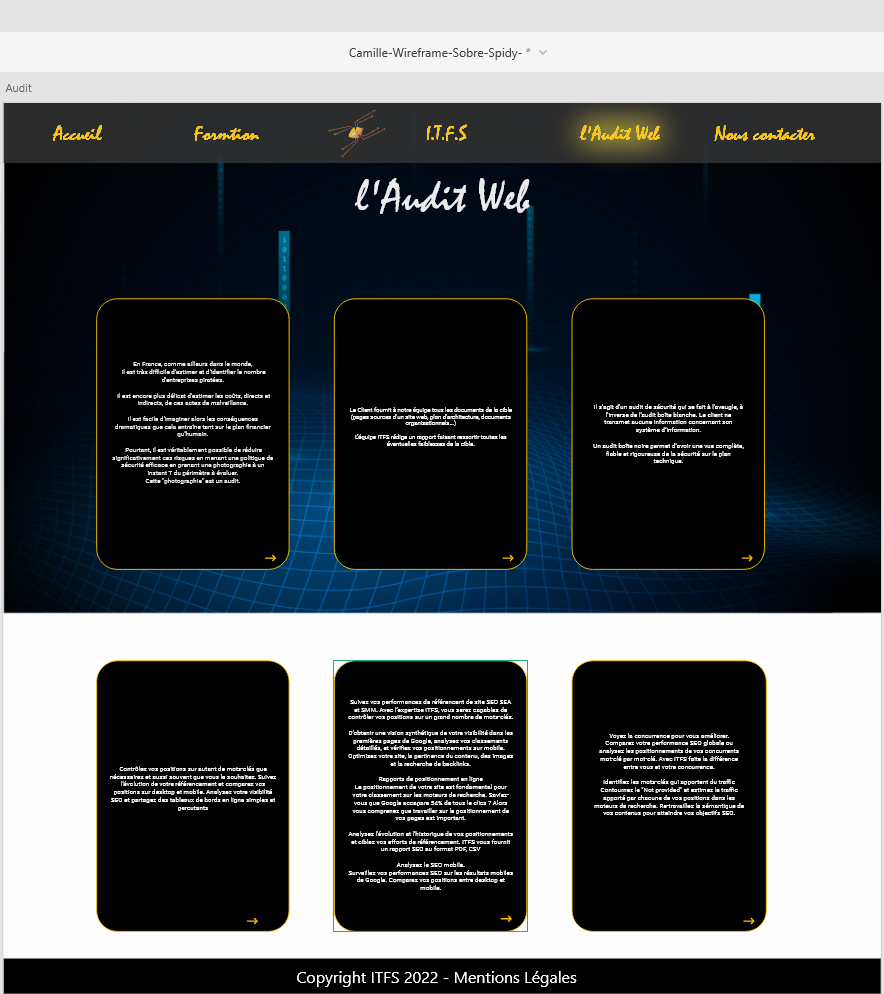 Camille-Wireframe-Sobre-Spidy- *
Audit
Accueil
Formtion
I.T.F.S
l'Audit Web
Nous contacter
l'Audit Web
1
0
1
1
0
0
0
En France, comme ailleurs dans le monde,
il est très difficile d'estimer et d'identifier le nombre
d'entreprises piratées.
Il est encore plus délicat d'estimer les coûts, directs et
indirects, de ces actes de malveillance.
Il est facile d'imaginer alors les conséquences
dramatiques que cela entraîne tant sur le plan financier
qu'humain.
Pourtant, il est véritablement possible de réduire
significativement ces risques en menant une politique de
sécurité efficace en prenant une photographie à un
instant T du périmètre à évaluer.
Cette "photographie" est un audit.
Le Client fournit à notre équipe tous les documents de la cible
(pages sources d'un site web, plan d'architecture, documents
organisationnels...)
L'équipe ITFS rédige un rapport faisant ressortir toutes les
éventuelles faiblesses de la cible.
Il s'agit d'un audit de sécurité qui se fait à l'aveugle, à
l'inverse de l'audit boîte blanche. Le client ne
transmet aucune information concernant son
système d'information.
Un audit boîte noire permet d'avoir une vue complète,
fiable et rigoureuse de la sécurité sur le plan
technique.
Contrôlez vos positions sur autant de mots-clés que
nécessaires et aussi souvent que vous le souhaitez. Suivez
l'évolution de votre référencement et comparez vos
positions sur desktop et mobile. Analysez votre visibilité
SEO et partagez des tableaux de bords en ligne simples et
percutants
Suivez vos performances de référencent de site SEO SEA
et SMM. Avec l'expertise ITFS, vous serez capables de
contrôler vos positions sur un grand nombre de mots-clés.
D'obtenir une vision synthétique de votre visibilité dans les
premières pages de Google, analysez vos classements
détaillés, et vérifiez vos positionnements sur mobile.
Optimisez votre site, la pertinence du contenu, des images
et la recherche de backlinks.
Rapports de positionnement en ligne
Le positionnement de votre site est fondamental pour
votre classement sur les moteurs de recherche. Saviez-
vous que Google accapare 54% de tous le clics ? Alors
vous comprenez que travailler sur le positionnement de
vos pages est important.
Analysez l'évolution et l'historique de vos positionnements
et ciblez vos efforts de référencement. ITFS vous fournit
un rapport SEO au format PDF, CSV
Analysez le SEO mobile.
Surveillez vos performances SEO sur les résultats mobiles
de Google. Comparez vos positions entre desktop et
mobile.
Voyez la concurrence pour vous améliorer.
Comparez votre performance SEO globale ou
analysez les positionnements de vos concurrents
mot-clé par mot-clé. Avec ITFS faite la différence
entre vous et votre concurrence.
Identifiez les mots-clés qui apportent du traffic
Contournez le "Not provided" et estimez le traffic
apporté par chacune de vos positions dans les
moteurs de recherche. Retravaillez la sémantique de
vos contenus pour atteindre vos objectifs SEO.
Copyright ITFS 2022 - Mentions Légales